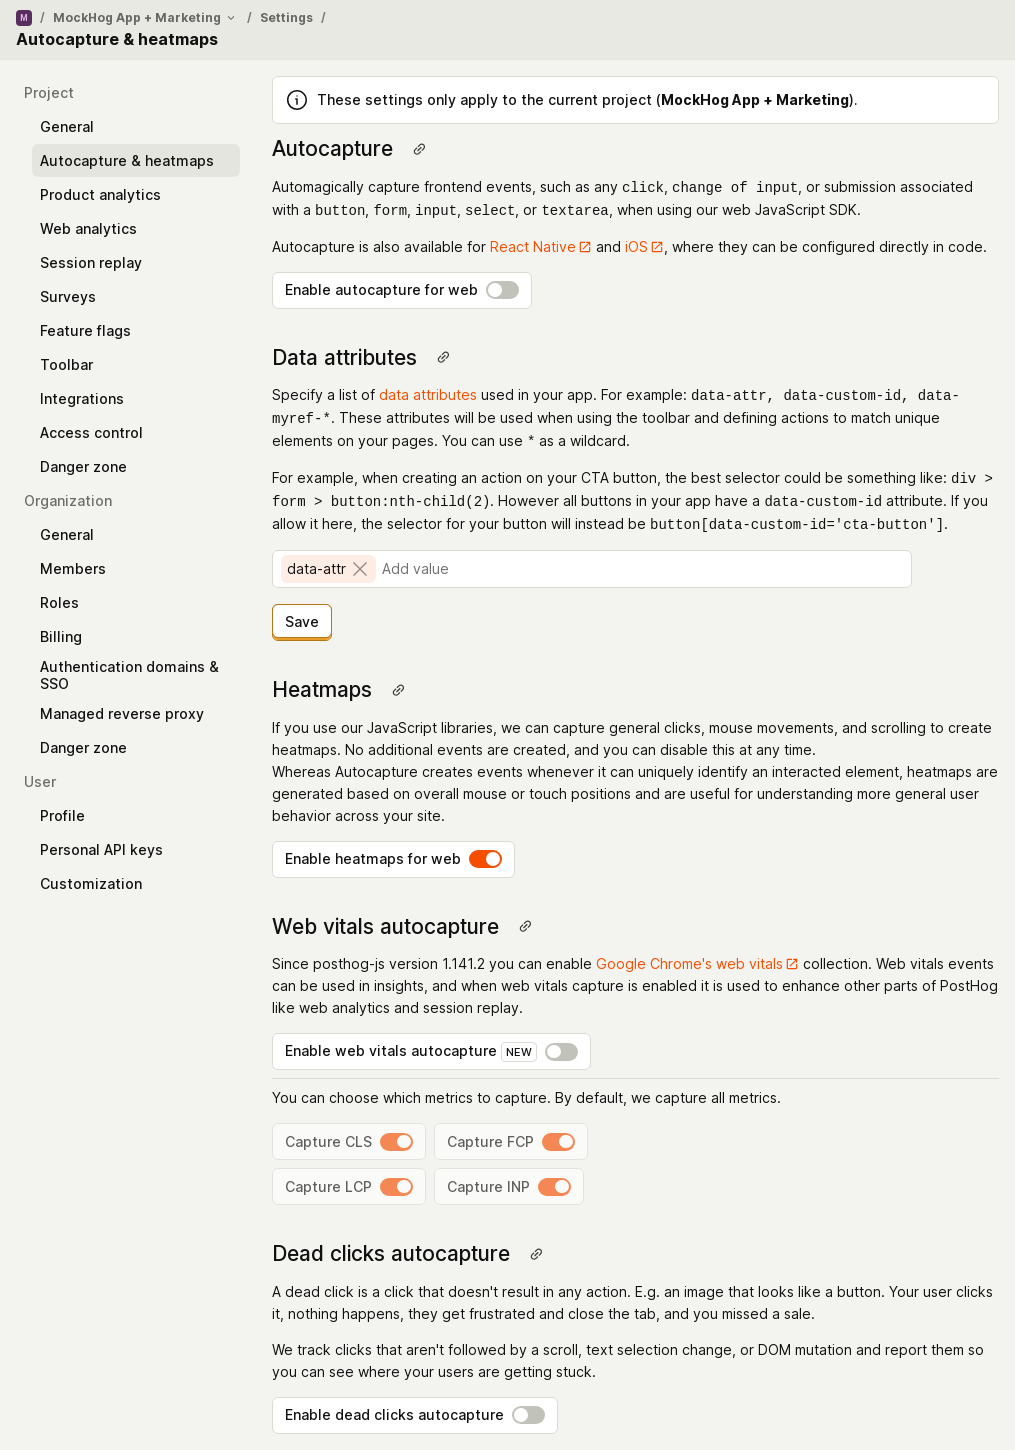 M / MockHog App + Marketing / Settings /
Autocapture & heatmaps
Project
General
Autocapture & heatmaps
Product analytics
Web analytics
Session replay
Surveys
Feature flags
Toolbar
Integrations
Access control
Danger zone
Organization
General
Members
Roles
Billing
Authentication domains &
SSO
Managed reverse proxy
Danger zone
User
Profile
Personal API keys
Customization
These settings only apply to the current project (MockHog App + Marketing).
Autocapture
Automagically capture frontend events, such as any click, change of input, or submission associated
with a button, form, input, select, or textarea, when using our web JavaScript SDK.
Autocapture is also available for React Native and iOS, where they can be configured directly in code.
Enable autocapture for web
Data attributes
Specify a list of data attributes used in your app. For example: data-attr, data-custom-id, data-
myref-*. These attributes will be used when using the toolbar and defining actions to match unique
elements on your pages. You can use * as a wildcard.
For example, when creating an action on your CTA button, the best selector could be something like: div >
form > button:nth-child(2). However all buttons in your app have a data-custom-id attribute. If you
allow it here, the selector for your button will instead be button[data-custom-id='cta-button'].
data-attr Add value
Save
Heatmaps
If you use our JavaScript libraries, we can capture general clicks, mouse movements, and scrolling to create
heatmaps. No additional events are created, and you can disable this at any time.
Whereas Autocapture creates events whenever it can uniquely identify an interacted element, heatmaps are
generated based on overall mouse or touch positions and are useful for understanding more general user
behavior across your site.
Enable heatmaps for web
Web vitals autocapture
Since posthog-js version 1.141.2 you can enable Google Chrome's web vitals collection. Web vitals events
can be used in insights, and when web vitals capture is enabled it is used to enhance other parts of PostHog
like web analytics and session replay.
Enable web vitals autocapture NEW
You can choose which metrics to capture. By default, we capture all metrics.
Capture CLS Capture FCP
Capture LCP Capture INP
Dead clicks autocapture
A dead click is a click that doesn't result in any action. E.g. an image that looks like a button. Your user clicks
it, nothing happens, they get frustrated and close the tab, and you missed a sale.
We track clicks that aren't followed by a scroll, text selection change, or DOM mutation and report them so
you can see where your users are getting stuck.
Enable dead clicks autocapture